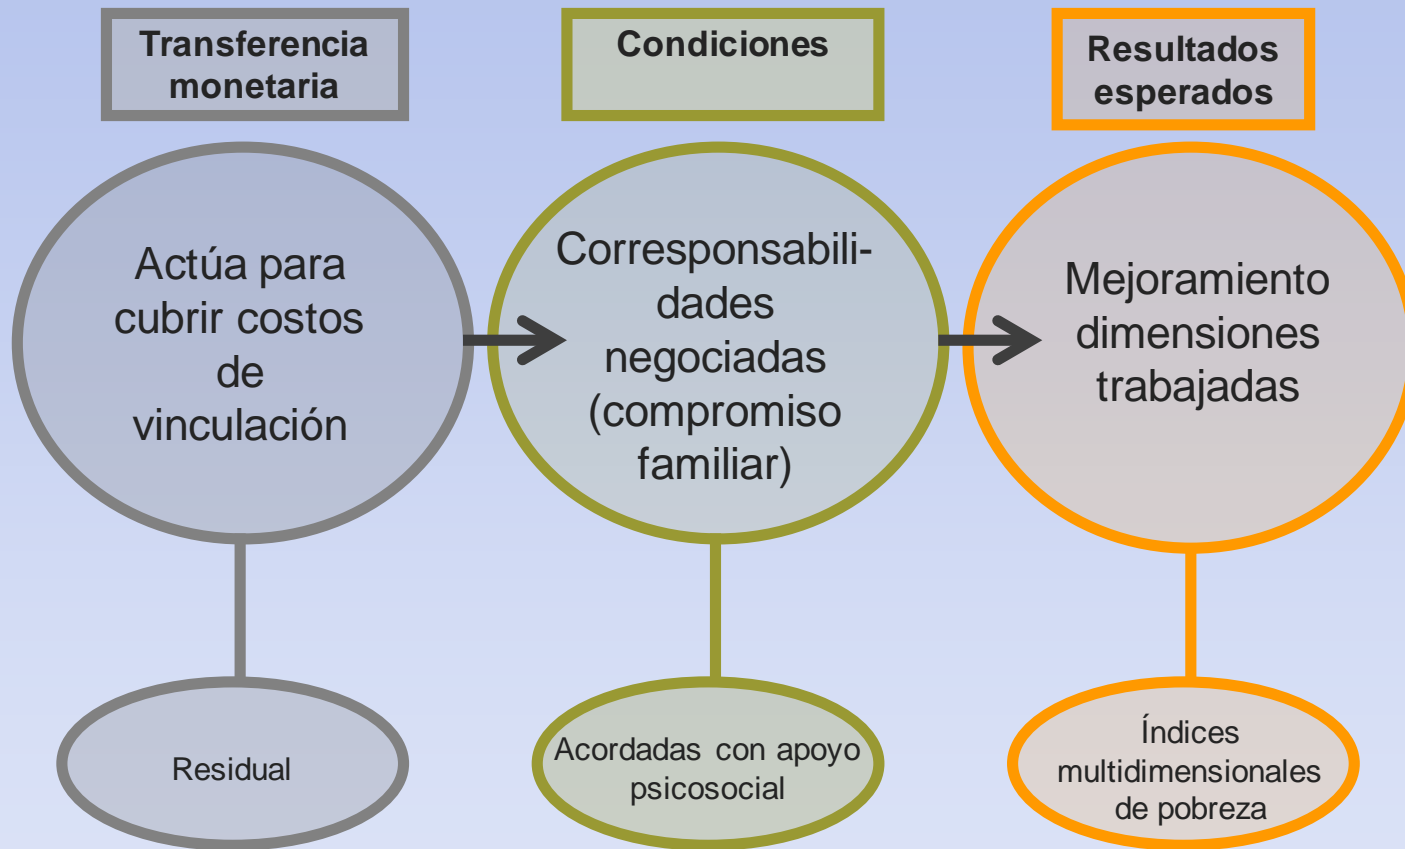 Transferencia
monetaria
Condiciones
Resultados
esperados
Actúa para
cubrir costos
de
vinculación
Corresponsabili-
dades
negociadas
(compromiso
familiar)
Mejoramiento
dimensiones
trabajadas
Residual
Acordadas con apoyo
psicosocial
Índices
multidimensionales
de pobreza